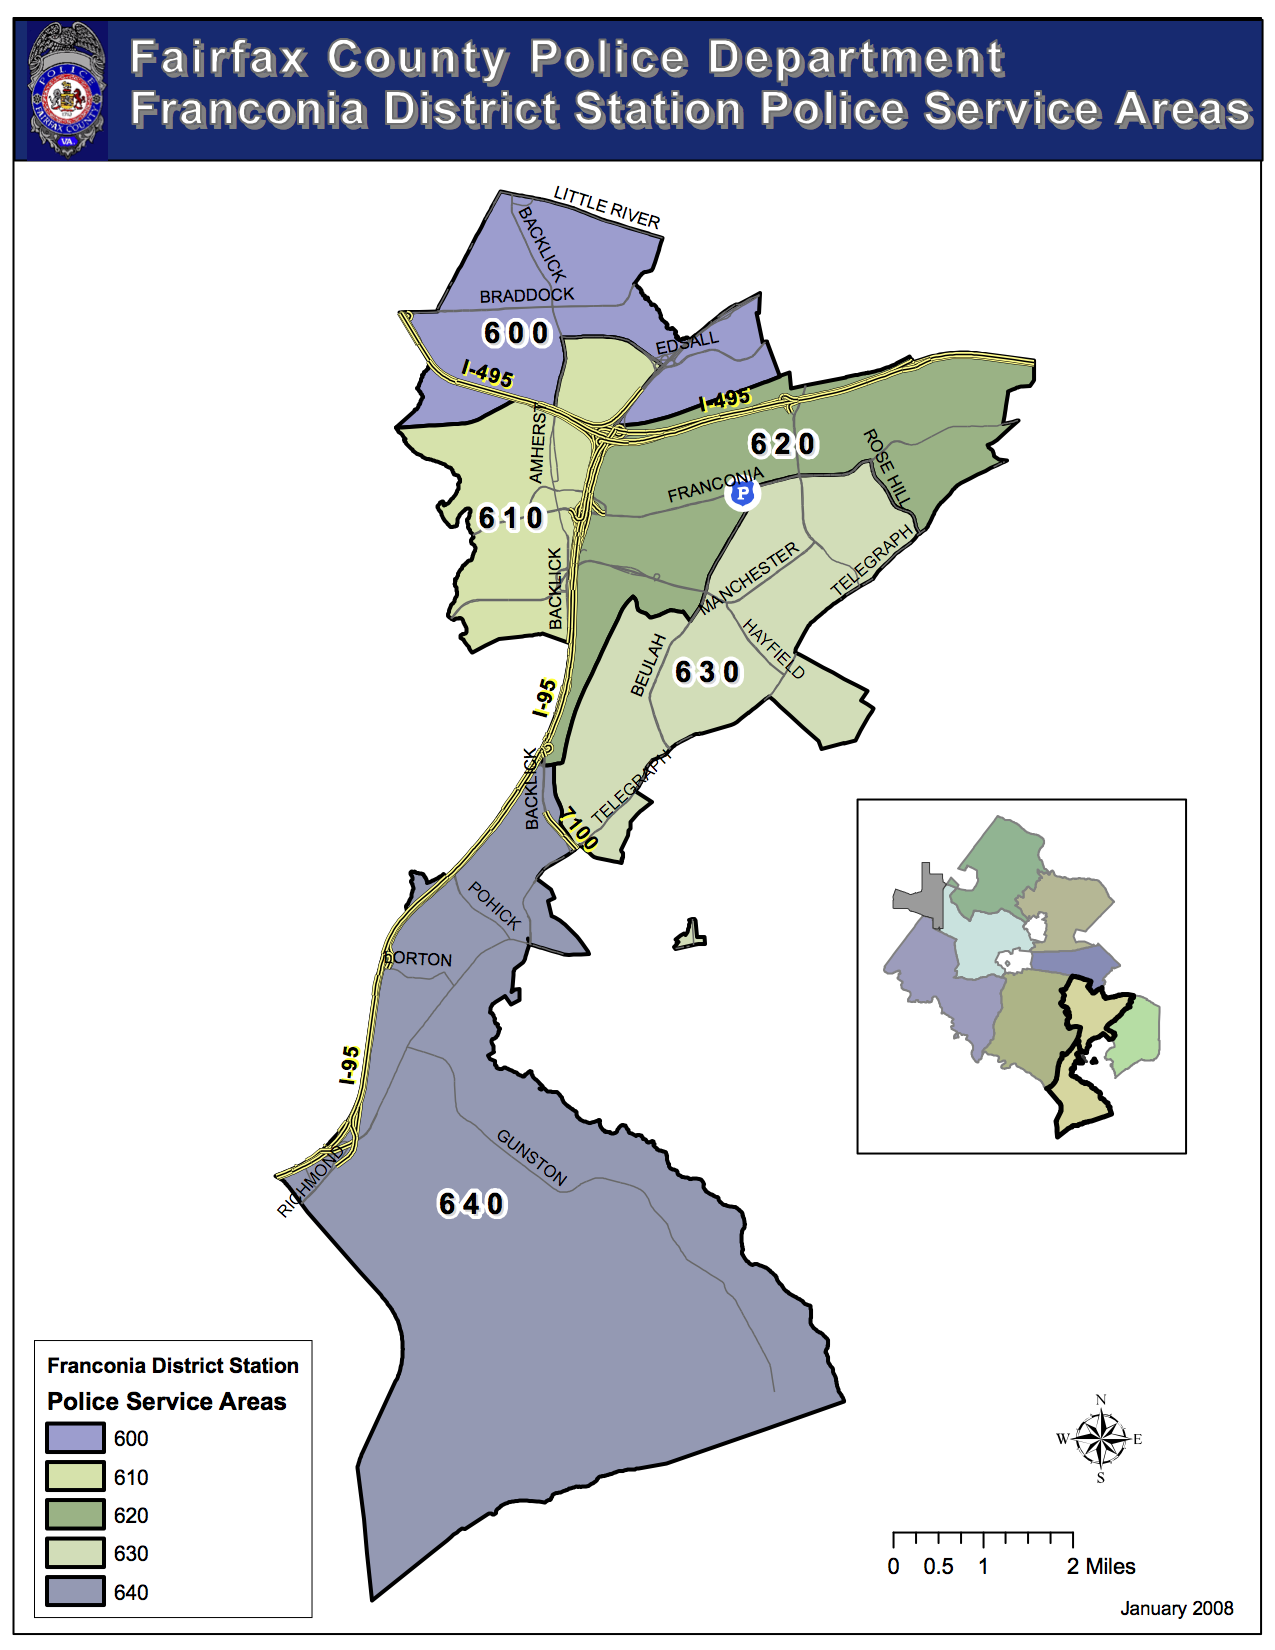 Fairfax County Police Department
Franconia District Station Police Service Areas
POLICE
FAIRFAX COUNTY
VA.
LITTLE RIVER
BACKLICK
BRADDOCK
600
EDSALL
I-495
I-495
AMHERST
620
ROSE HILL
FRANCONIA
P
610
TELEGRAPH
MANCHESTER
BACKLICK
HAYFIELD
BEULAH
630
I-95
BACKLICK
TELEGRAPH
7100
POHICK
LORTON
I-95
GUNSTON
RICHMOND
640
Franconia District Station
Police Service Areas
600
610
620
630
640
N
W E
S
0 0.5 1 2 Miles
January 2008